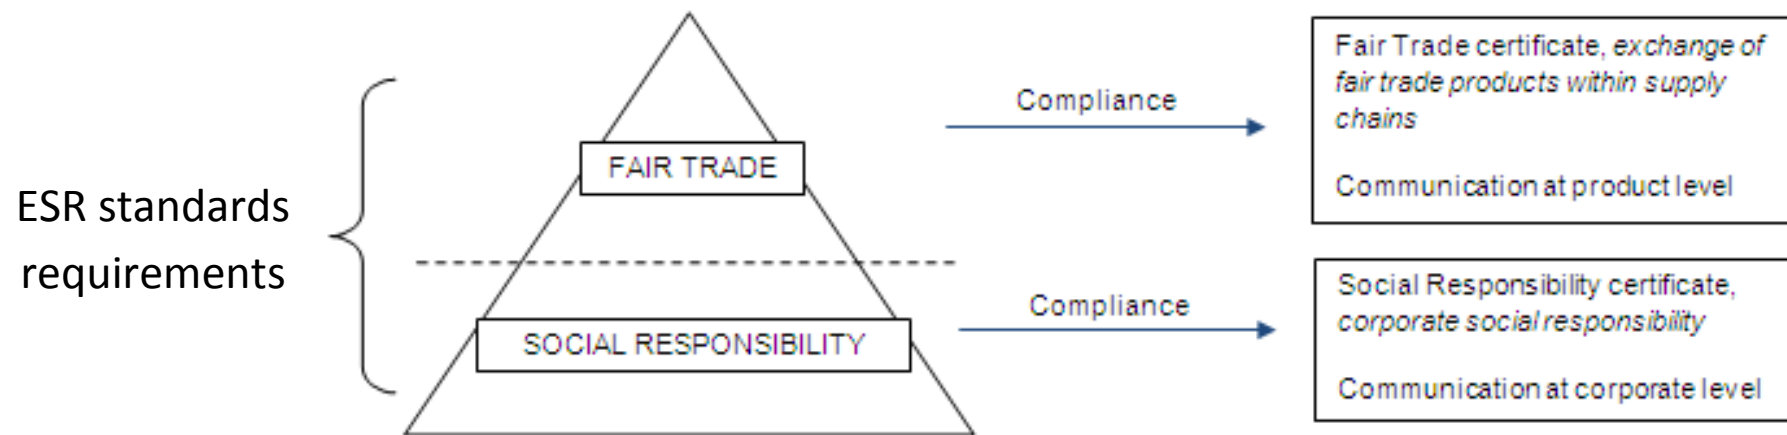 ESR standards
requirements
FAIR TRADE
SOCIAL RESPONSIBILITY
Compliance
Compliance
Fair Trade certificate, exchange of
fair trade products within supply
chains
Communication at product level
Social Responsibility certificate,
corporate social responsibility
Communication at corporate level